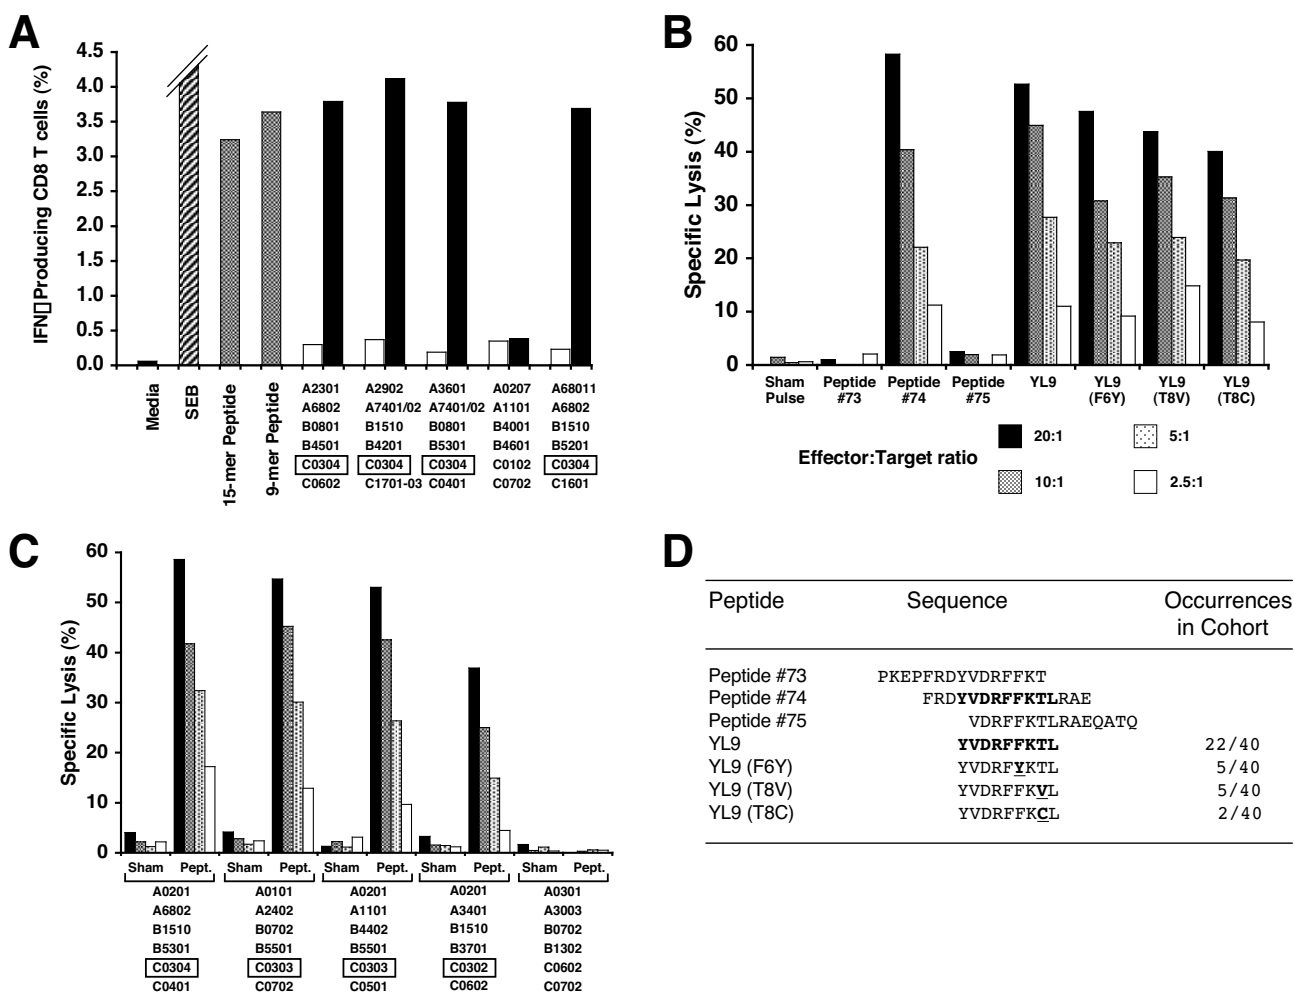 A
IFN▯ Producing CD8 T cells (%)
4.5
4.0
3.5
3.0
2.5
2.0
1.5
1.0
0.5
0.0
Media
SEB
15-mer Peptide
9-mer Peptide
A2301 A2902 A3601 A0207 A68011
A6802 A7401/02 A7401/02 A1101 A6802
B0801 B1510 B0801 B4001 B1510
B4501 B4201 B5301 B4601 B5201
C0304 C0304 C0304 C0102 C0304
C0602 C1701-03 C0401 C0702 C1601
B
Specific Lysis (%)
60
50
40
30
20
10
0
Sham Peptide Peptide Peptide YL9 YL9 YL9 YL9
Pulse #73 #74 #75 (F6Y) (T8V) (T8C)
Effector:Target ratio
20:1 5:1
10:1 2.5:1
C
Specific Lysis (%)
60
50
40
30
20
10
0
Sham Pept. Sham Pept. Sham Pept. Sham Pept. Sham Pept.
A0201 A0101 A0201 A0201 A0301
A6802 A2402 A1101 A3401 A3003
B1510 B0702 B4402 B1510 B0702
B5301 B5501 B5501 B3701 B1302
C0304 C0303 C0303 C0302 C0602
C0401 C0702 C0501 C0602 C0702
D
Peptide Sequence Occurrences
in Cohort
Peptide #73 PKEPFRDYVDRFFKT
Peptide #74 FRDYVDRFFKTLRAE
Peptide #75 VDRFFKTLRAEQATQ
YL9 YVDRFFKTL 22/40
YL9 (F6Y) YVDRFYKTL 5/40
YL9 (T8V) YVDRFFKVL 5/40
YL9 (T8C) YVDRFFKCL 2/40